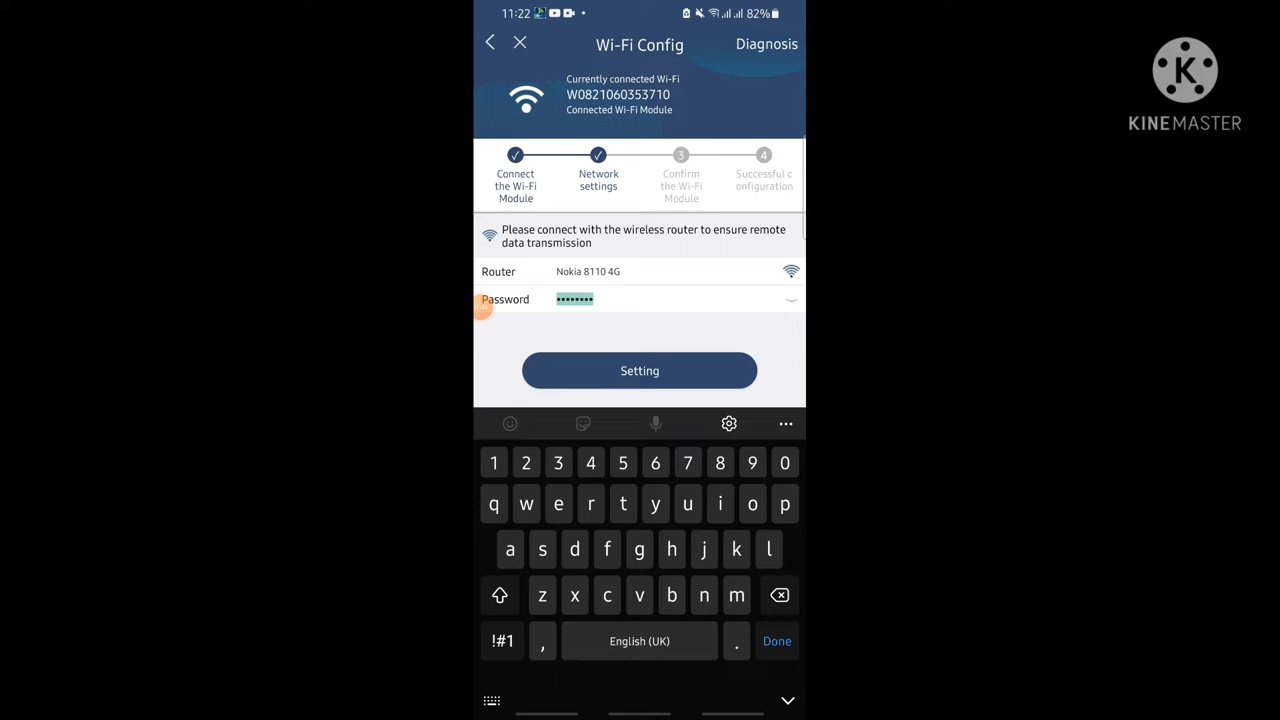 11:22
82%
Wi-Fi Config
Diagnosis
Currently connected Wi-Fi
W0821060353710
Connected Wi-Fi Module
3
4
Connect
the Wi-Fi
Module
Network
settings
Confirm
the Wi-Fi
Module
Successful c
onfiguration
Please connect with the wireless router to ensure remote
data transmission
Router Nokia 8110 4G
Password ••••••••
Setting
1 2 3 4 5 6 7 8 9 0
q w e r t y u i o p
a s d f g h j k l
z x c v b n m
!#1 , English (UK) . Done
K
KINEMASTER